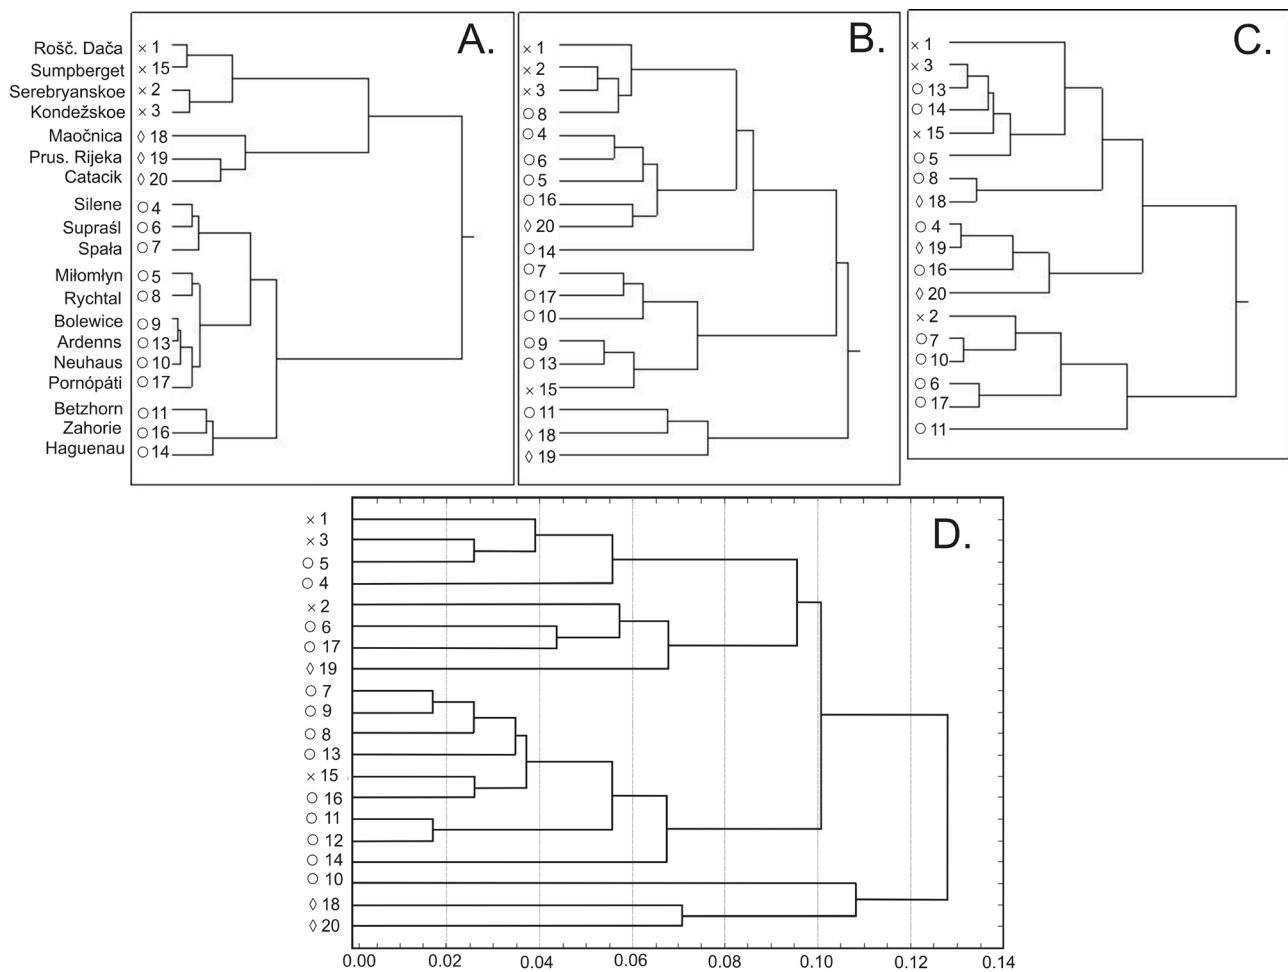 A.
Rošč. Dača × 1
Sumpberget × 15
Serebryanskoe × 2
Kondežskoe × 3
Maočnica ◊ 18
Prus. Rijeka ◊ 19
Catacik ◊ 20
Silene ○ 4
Supraśl ○ 6
Spała ○ 7
Miłomłyn ○ 5
Rychtal ○ 8
Bolewice ○ 9
Ardenns ○ 13
Neuhaus ○ 10
Pornópáti ○ 17
Betzhorn ○ 11
Zahorie ○ 16
Haguenau ○ 14
B.
× 1
× 2
× 3
○ 8
○ 4
○ 6
○ 5
○ 16
◊ 20
○ 14
○ 7
○ 17
○ 10
○ 9
○ 13
× 15
○ 11
◊ 18
◊ 19
C.
× 1
× 3
○ 13
○ 14
× 15
○ 5
○ 8
◊ 18
○ 4
◊ 19
○ 16
◊ 20
× 2
○ 7
○ 10
○ 6
○ 17
○ 11
D.
× 1
× 3
○ 5
○ 4
× 2
○ 6
○ 17
◊ 19
○ 7
○ 9
○ 8
○ 13
× 15
○ 16
○ 11
○ 12
○ 14
○ 10
◊ 18
◊ 20
0.00 0.02 0.04 0.06 0.08 0.10 0.12 0.14